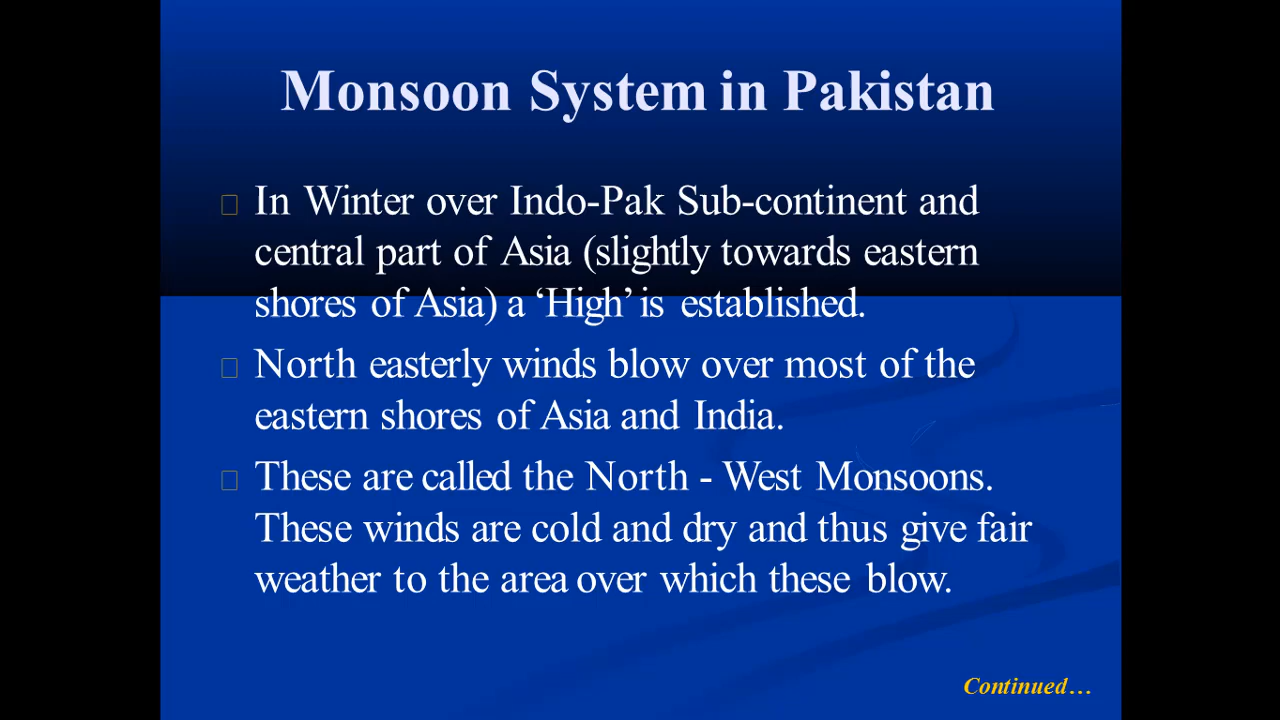 Monsoon System in Pakistan
In Winter over Indo-Pak Sub-continent and
central part of Asia (slightly towards eastern
shores of Asia) a ‘High’ is established.
North easterly winds blow over most of the
eastern shores of Asia and India.
These are called the North - West Monsoons.
These winds are cold and dry and thus give fair
weather to the area over which these blow.
Continued…